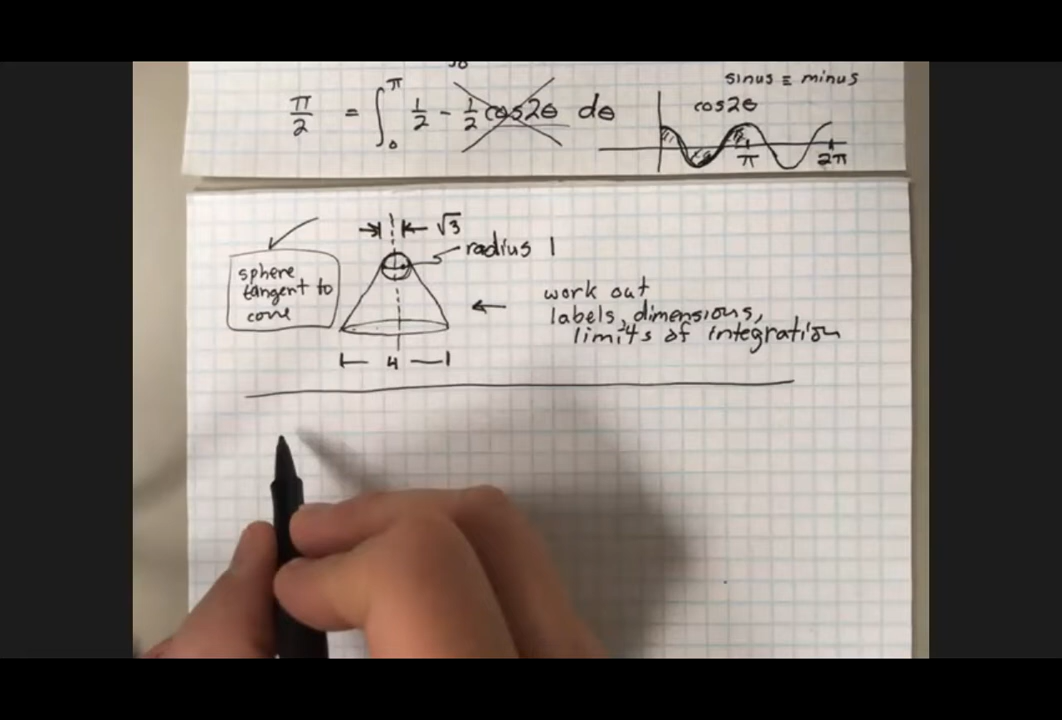 π/2 = ∫₀^π 1/2 - 1/2 cos2θ dθ
sinus ≡ minus
cos2θ
π
2π
√3
radius 1
sphere
tangent to
cone
work out
labels, dimensions,
limits of integration
4